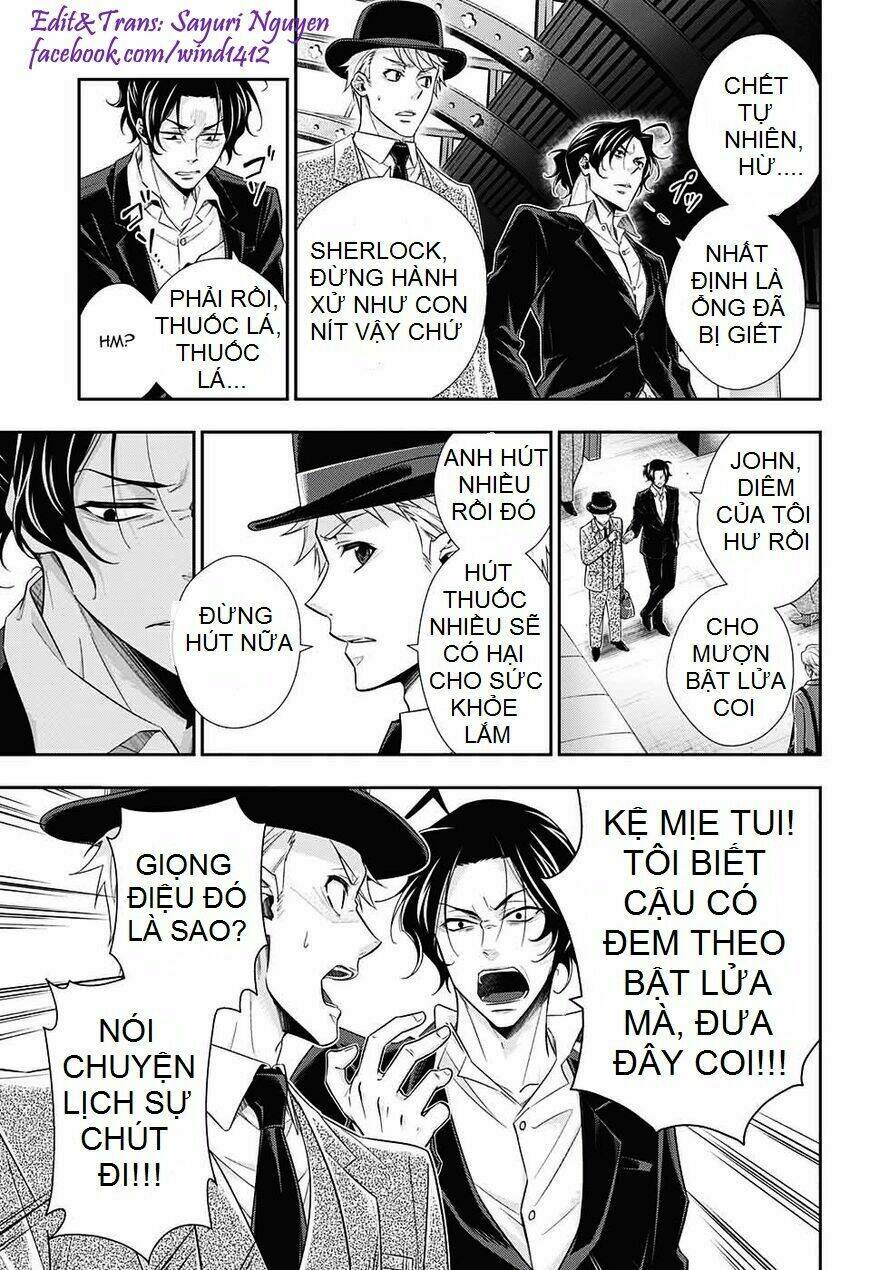 Edit&Trans: Sayuri Nguyen
facebook.com/wind1412
CHẾT
TỰ
NHIÊN,
HỪ....
NHẤT
ĐỊNH LÀ
ỔNG ĐÃ
BỊ GIẾT
プイッ
SHERLOCK,
ĐỪNG HÀNH
XỬ NHƯ CON
NÍT VẬY CHỨ
PHẢI RỒI,
THUỐC LÁ,
THUỐC
LÁ...
HM?
JOHN,
DIÊM
CỦA TÔI
HƯ RỒI
CHO
MƯỢN
BẬT LỬA
COI
ANH HÚT
NHIỀU
RỒI ĐÓ
HÚT
THUỐC
NHIỀU SẼ
CÓ HẠI
CHO SỨC
KHỎE
LẮM
ĐỪNG
HÚT NỮA
KỆ MỊE TUI!
TÔI BIẾT
CẬU CÓ
ĐEM THEO
BẬT LỬA
MÀ, ĐƯA
ĐÂY COI!!!
GIỌNG
ĐIỆU ĐÓ
LÀ SAO?
NÓI
CHUYỆN
LỊCH SỰ
CHÚT
ĐI!!!